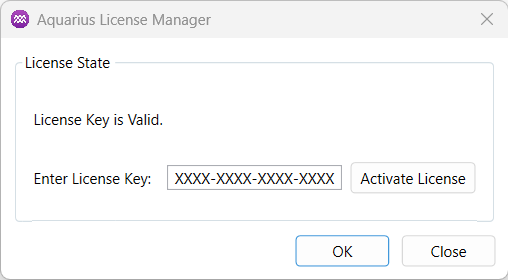 Aquarius License Manager
License State
License Key is Valid.
Enter License Key: XXXX-XXXX-XXXX-XXXX Activate License
OK Close